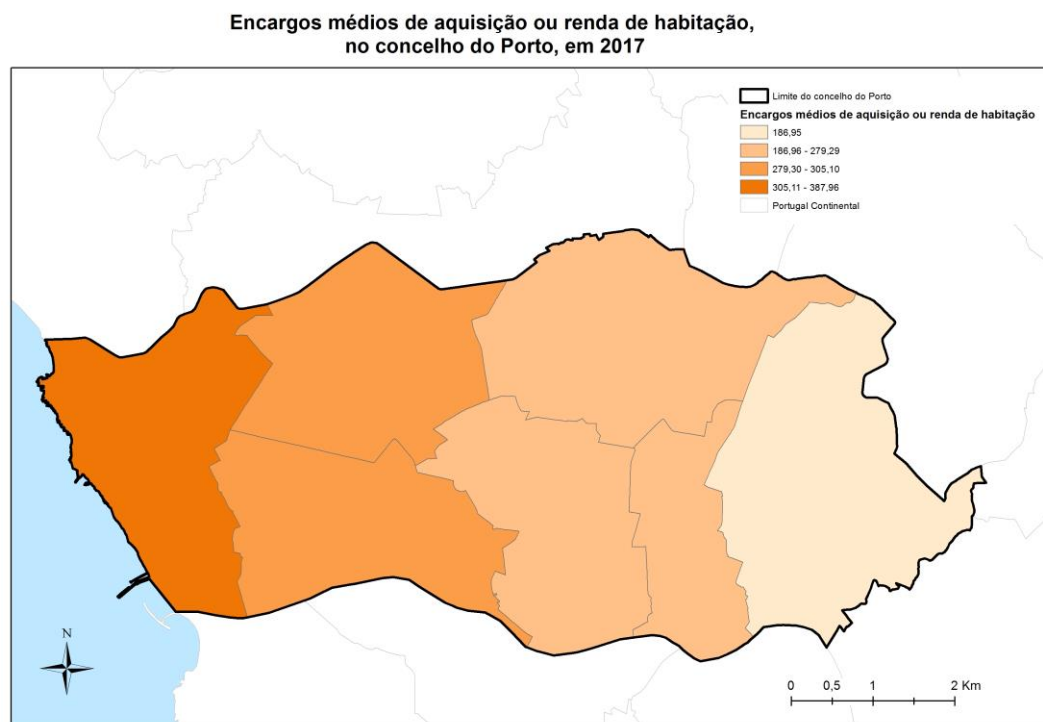 Encargos médios de aquisição ou renda de habitação,
no concelho do Porto, em 2017
Limite do concelho do Porto
Encargos médios de aquisição ou renda de habitação
186,95
186,96 - 279,29
279,30 - 305,10
305,11 - 387,96
Portugal Continental
N
0 0,5 1 2 Km